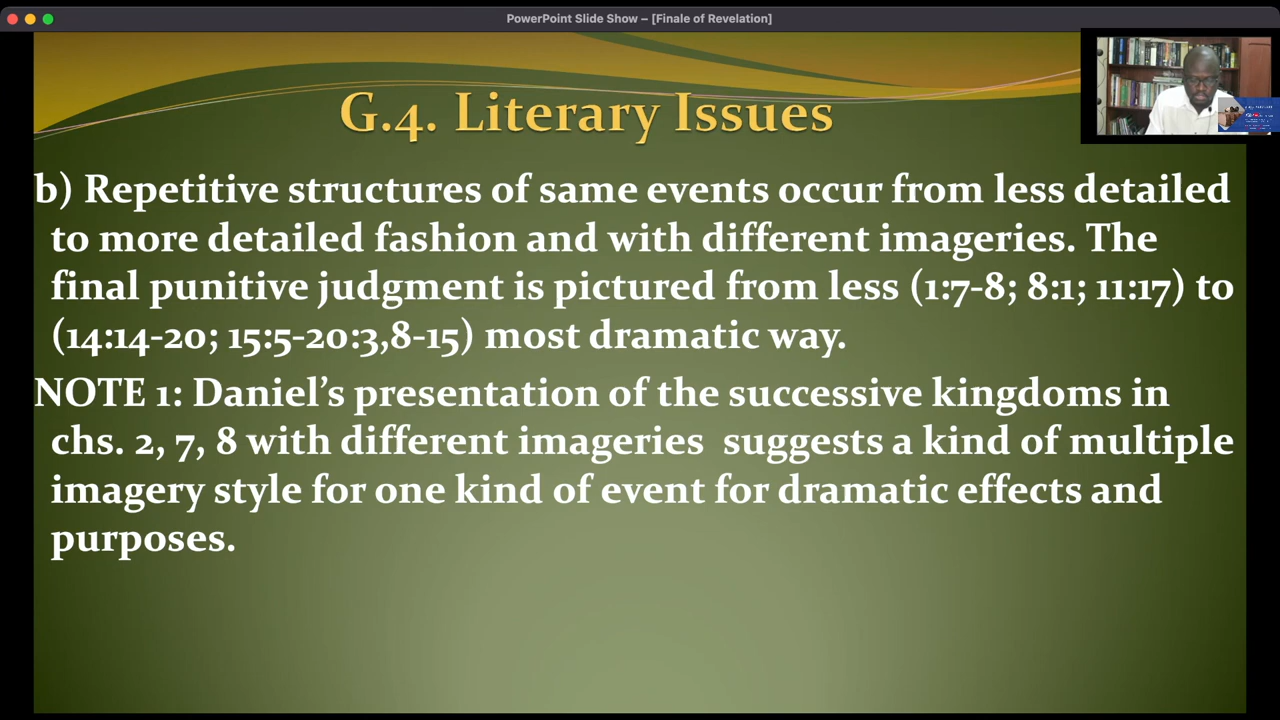 PowerPoint Slide Show – [Finale of Revelation]
G.4. Literary Issues
b) Repetitive structures of same events occur from less detailed
to more detailed fashion and with different imageries. The
final punitive judgment is pictured from less (1:7-8; 8:1; 11:17) to
(14:14-20; 15:5-20:3,8-15) most dramatic way.
NOTE 1: Daniel’s presentation of the successive kingdoms in
chs. 2, 7, 8 with different imageries  suggests a kind of multiple
imagery style for one kind of event for dramatic effects and
purposes.